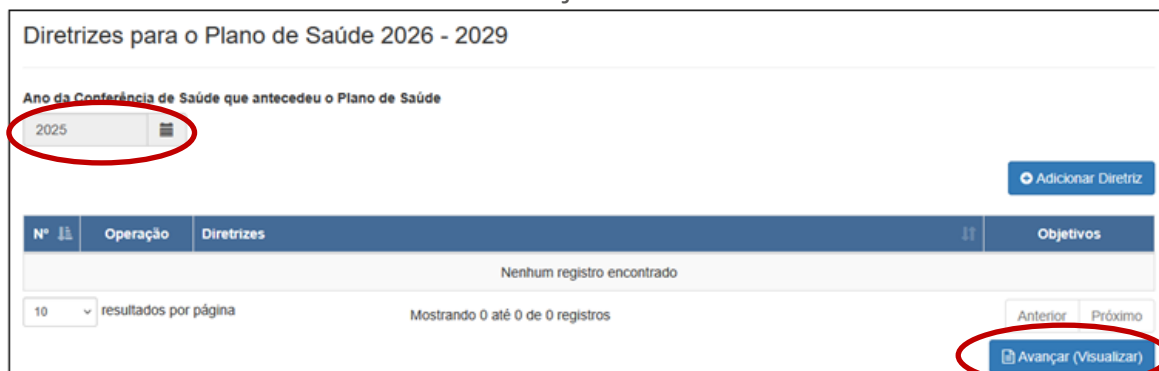 Diretrizes para o Plano de Saúde 2026 - 2029
Ano da Conferência de Saúde que antecedeu o Plano de Saúde
2025
Adicionar Diretriz
Nº Operação Diretrizes Objetivos
Nenhum registro encontrado
10 resultados por página Mostrando 0 até 0 de 0 registros Anterior Próximo
Avançar (Visualizar)